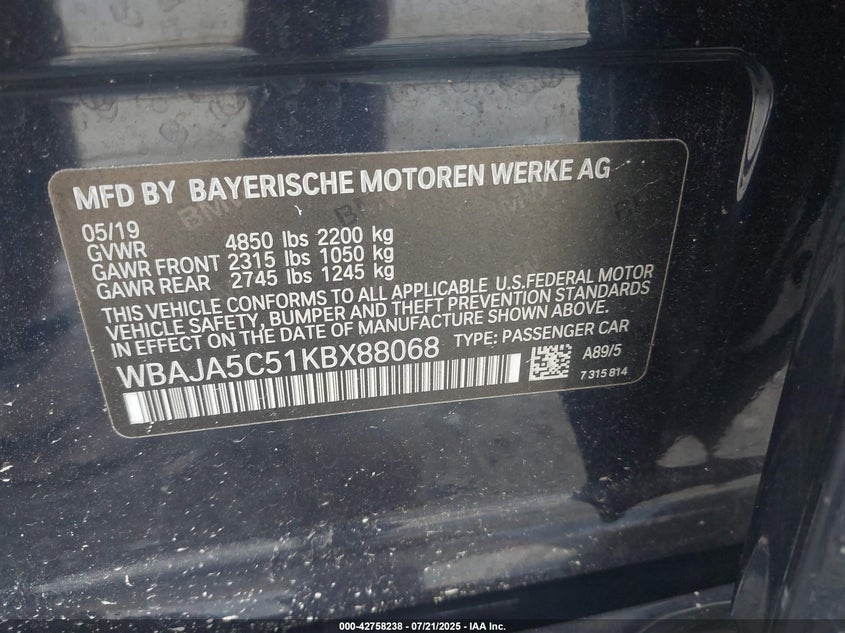 MFD BY BAYERISCHE MOTOREN WERKE AG
05/19
GVWR 4850 lbs 2200 kg
GAWR FRONT 2315 lbs 1050 kg
GAWR REAR 2745 lbs 1245 kg
THIS VEHICLE CONFORMS TO ALL APPLICABLE U.S.FEDERAL MOTOR
VEHICLE SAFETY, BUMPER AND THEFT PREVENTION STANDARDS
IN EFFECT ON THE DATE OF MANUFACTURE SHOWN ABOVE.
WBAJA5C51KBX88068 TYPE: PASSENGER CAR
A89/5
7 315 814
000-42758238 - 07/21/2025 - IAA Inc.